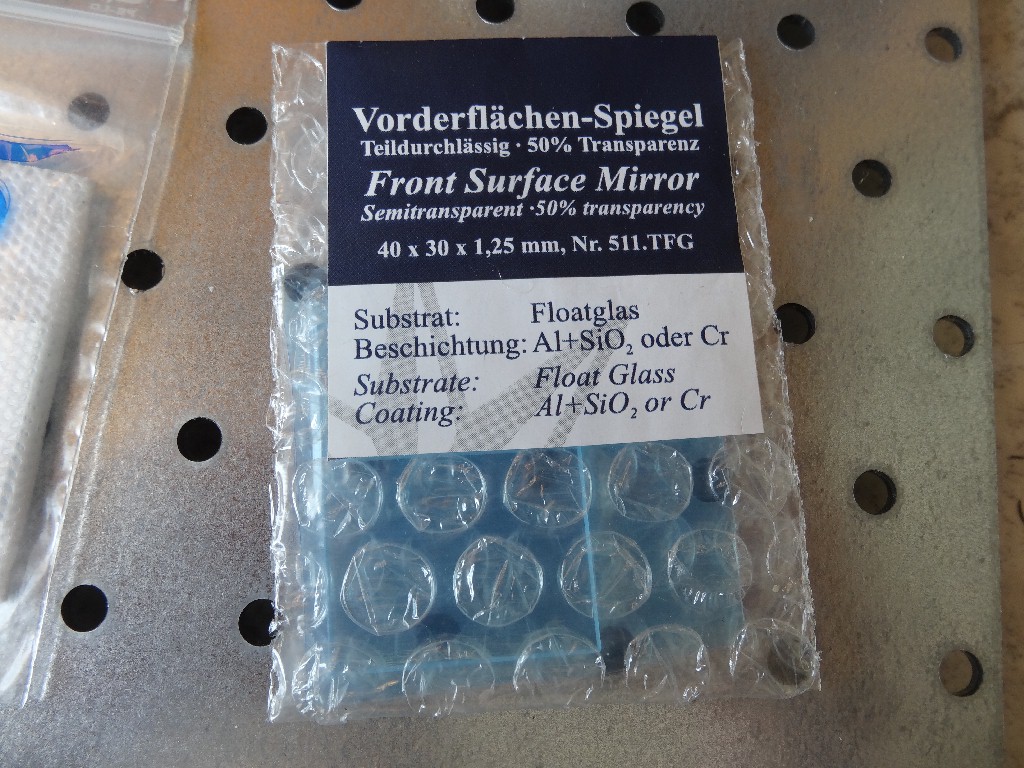 Vorderflächen-Spiegel
Teildurchlässig · 50% Transparenz
Front Surface Mirror
Semitransparent ·50% transparency
40 x 30 x 1,25 mm, Nr. 511.TFG
Substrat: Floatglas
Beschichtung: Al+SiO₂ oder Cr
Substrate: Float Glass
Coating: Al+SiO₂ or Cr